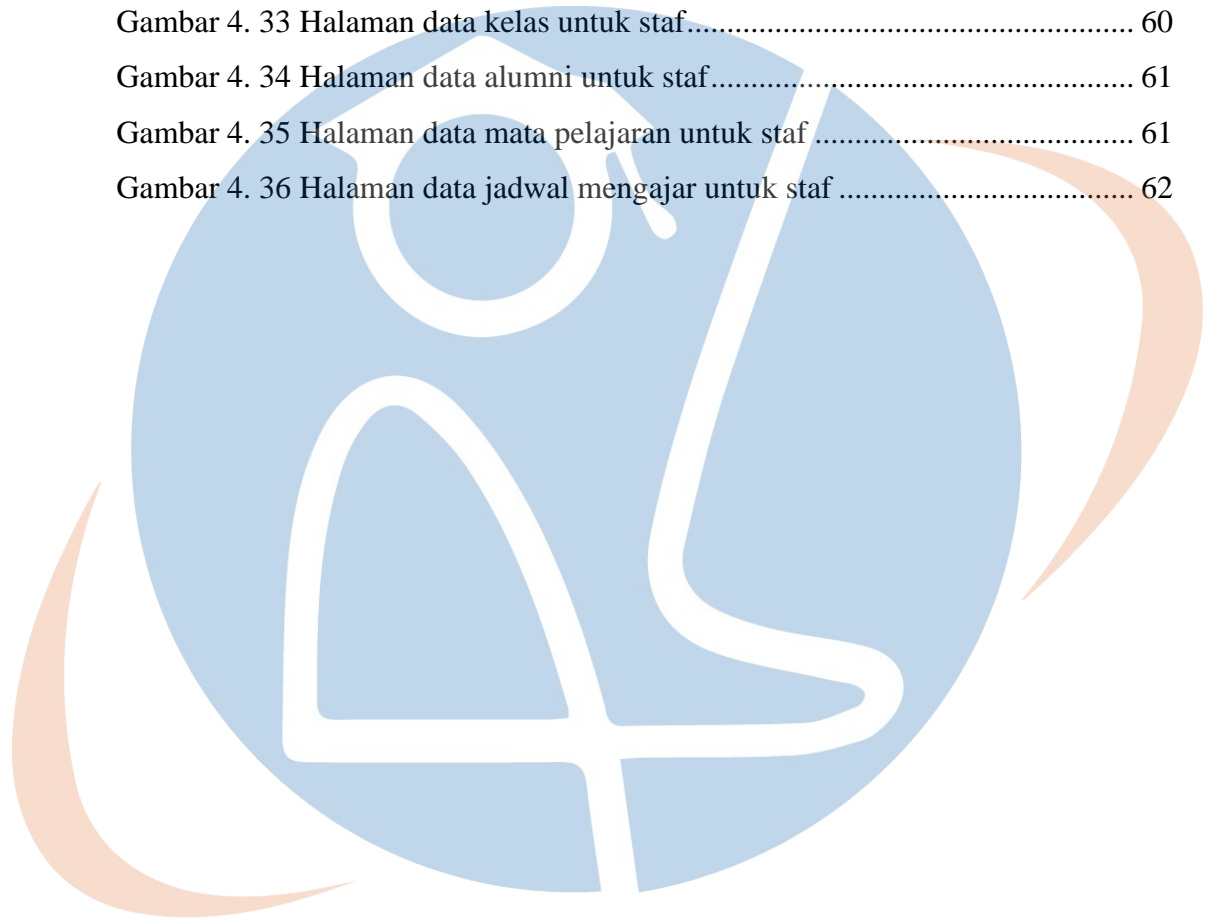 Gambar 4. 33 Halaman data kelas untuk staf........................................................ 60
Gambar 4. 34 Halaman data alumni untuk staf..................................................... 61
Gambar 4. 35 Halaman data mata pelajaran untuk staf ........................................ 61
Gambar 4. 36 Halaman data jadwal mengajar untuk staf ..................................... 62